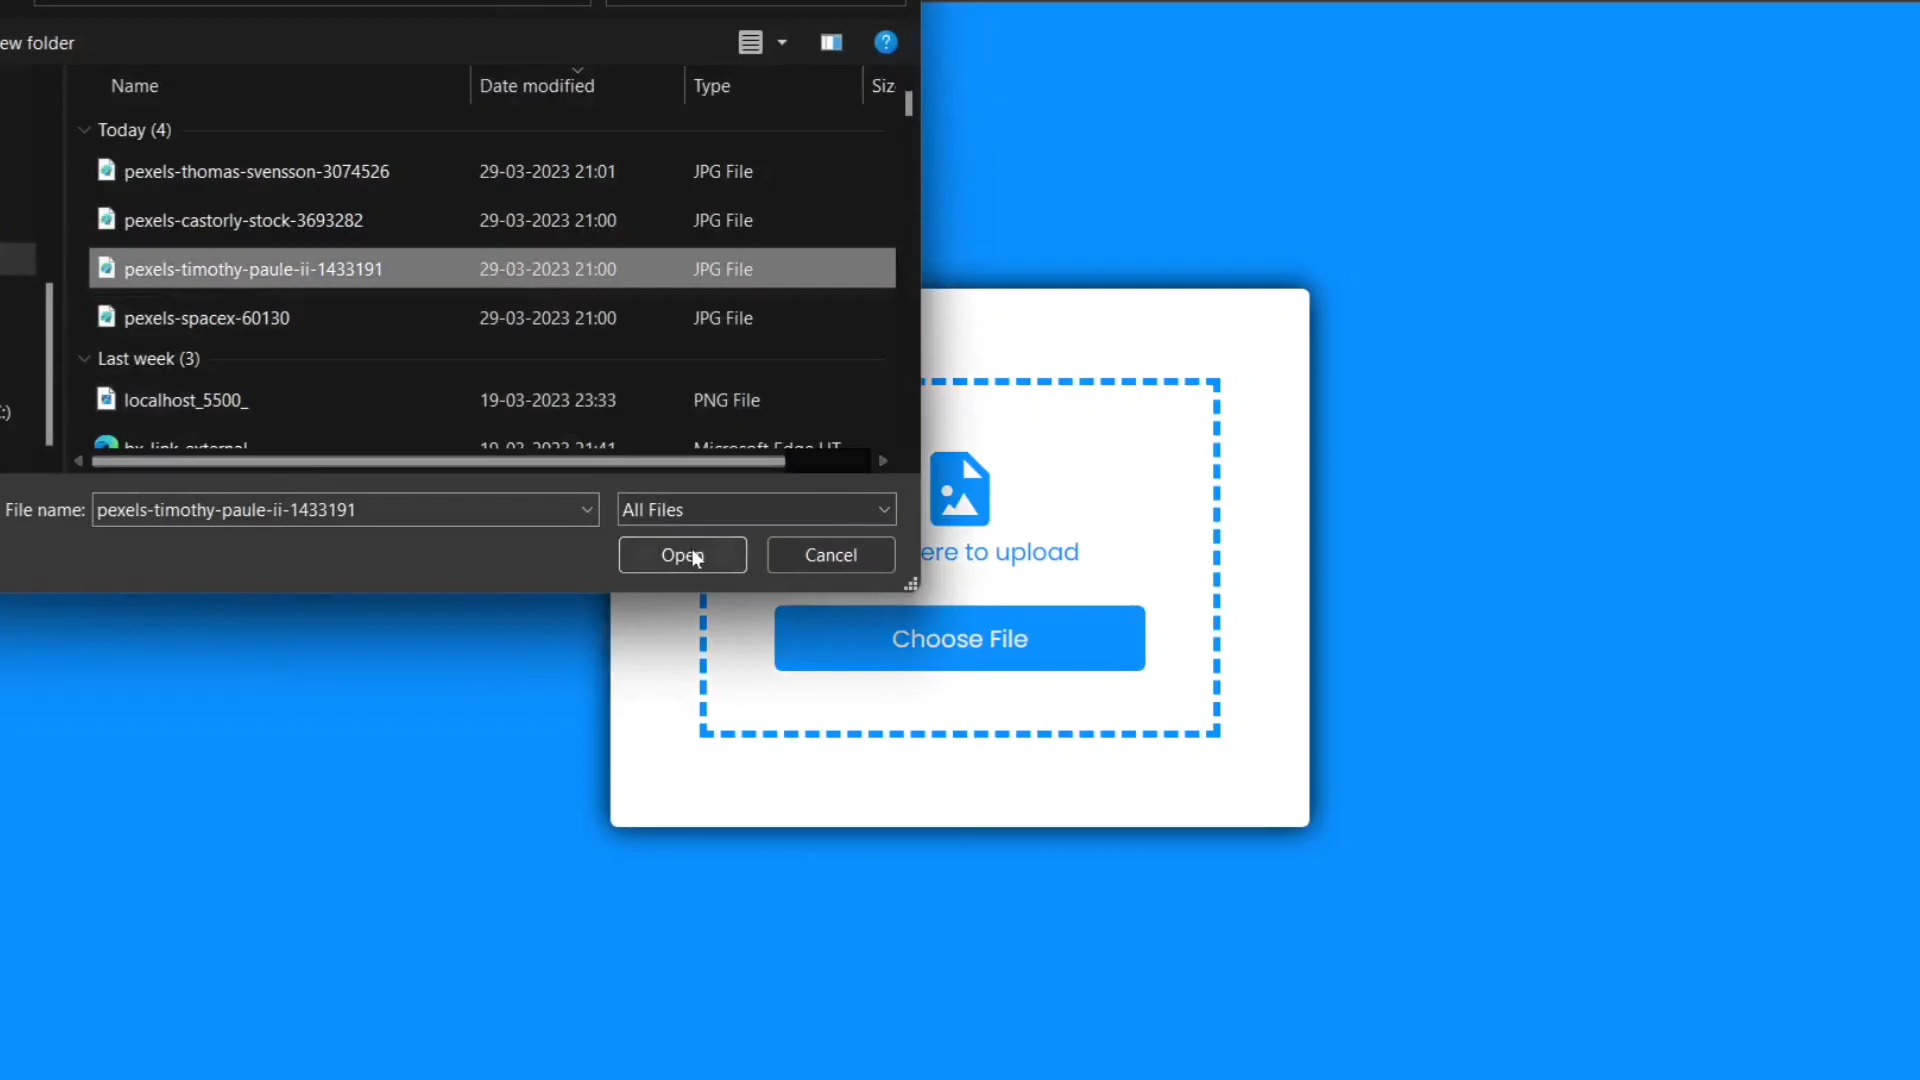 ew folder
Name Date modified Type Siz
Today (4)
pexels-thomas-svensson-3074526 29-03-2023 21:01 JPG File
pexels-castorly-stock-3693282 29-03-2023 21:00 JPG File
pexels-timothy-paule-ii-1433191 29-03-2023 21:00 JPG File
pexels-spacex-60130 29-03-2023 21:00 JPG File
Last week (3)
localhost_5500_ 19-03-2023 23:33 PNG File
:)
File name: pexels-timothy-paule-ii-1433191 All Files
Open Cancel
ere to upload
Choose File